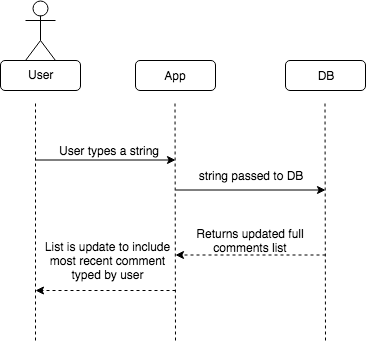 User
App
DB
User types a string
string passed to DB
Returns updated full
comments list
List is update to include
most recent comment
typed by user